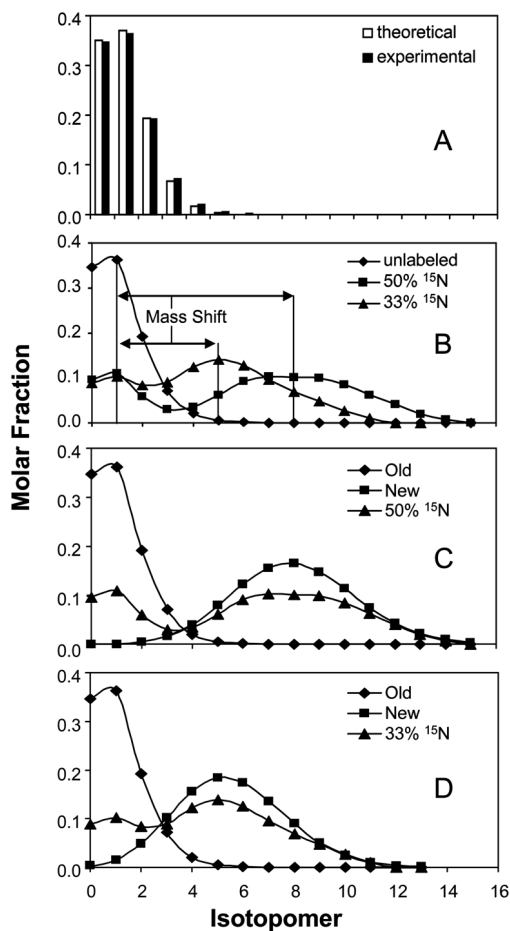 0.4
0.3
0.2
0.1
0.0
theoretical
experimental
A
0.4
0.3
0.2
0.1
0.0
unlabeled
50% ¹⁵N
33% ¹⁵N
Mass Shift
B
Molar Fraction
0.4
0.3
0.2
0.1
0.0
Old
New
50% ¹⁵N
C
0.4
0.3
0.2
0.1
0.0
Old
New
33% ¹⁵N
D
0 2 4 6 8 10 12 14 16
Isotopomer